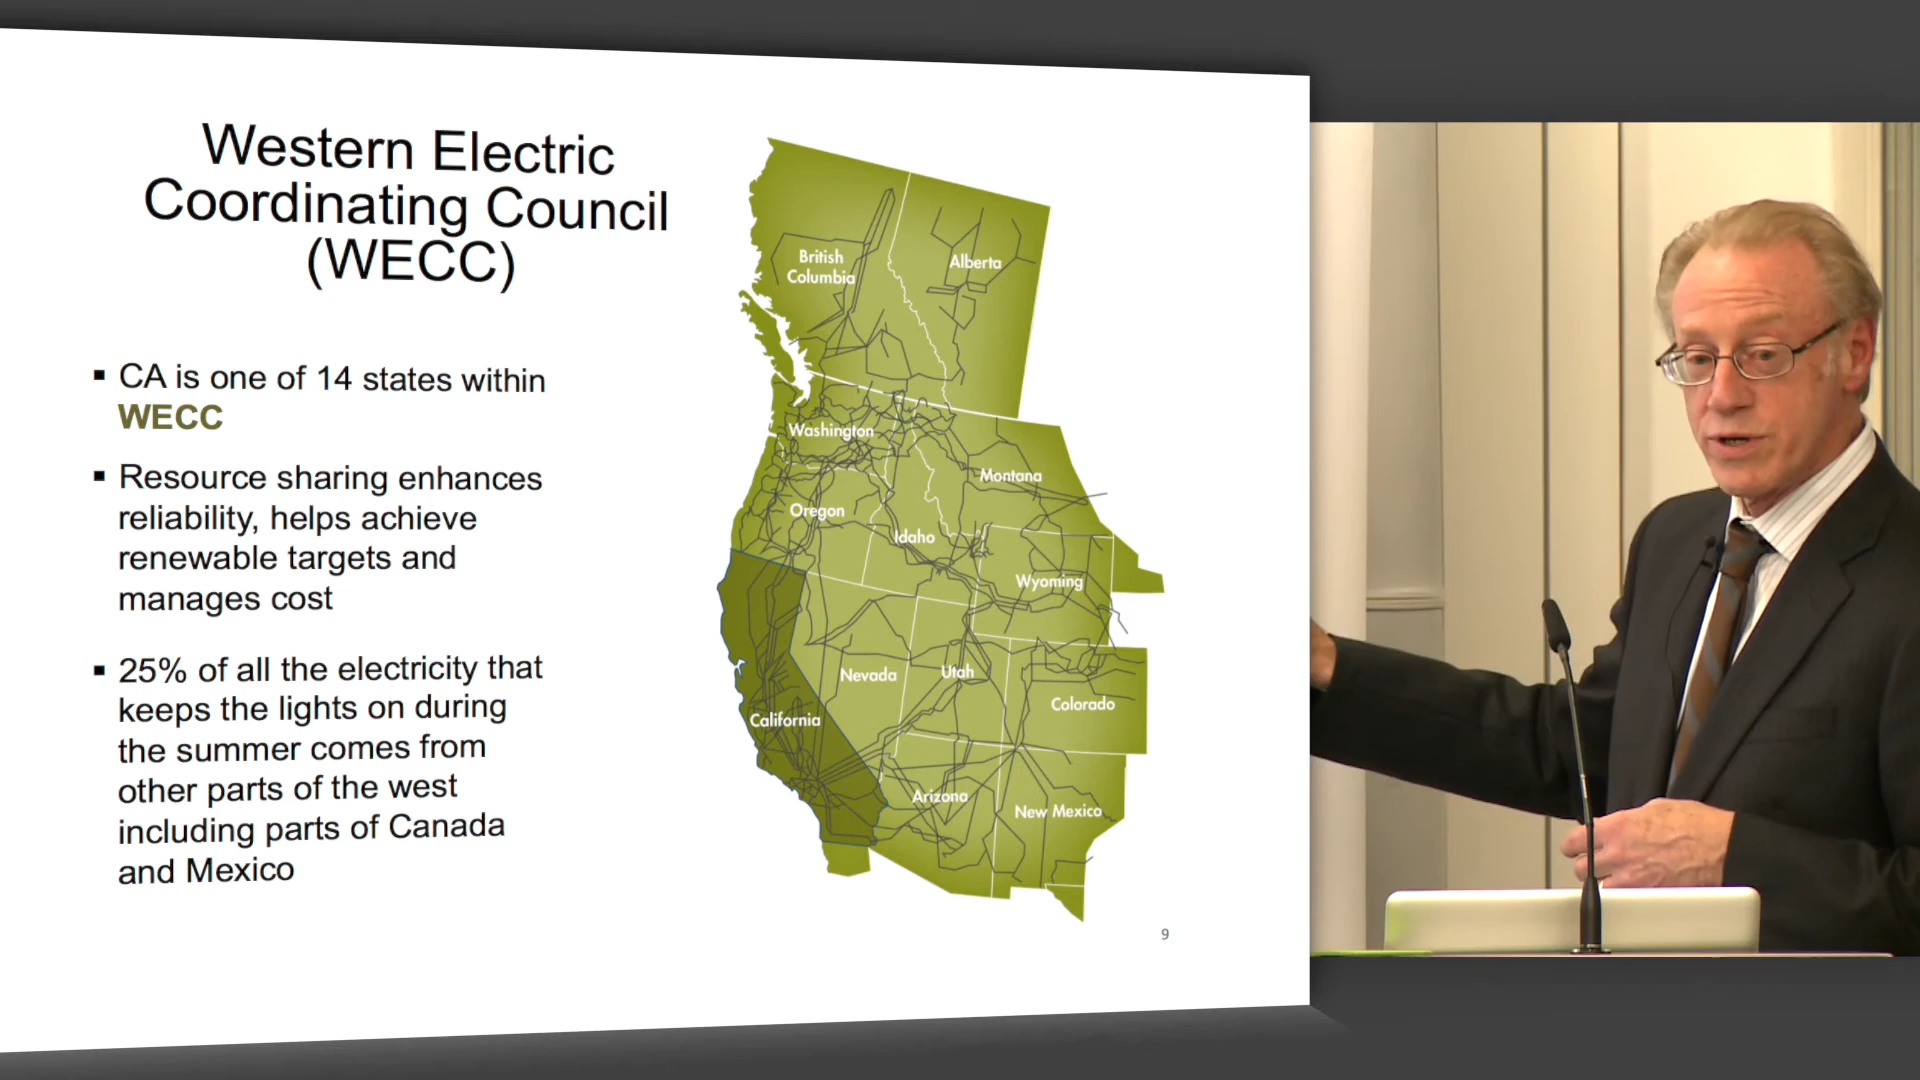 Western Electric
Coordinating Council
(WECC)
▪ CA is one of 14 states within
WECC
▪ Resource sharing enhances
reliability, helps achieve
renewable targets and
manages cost
▪ 25% of all the electricity that
keeps the lights on during
the summer comes from
other parts of the west
including parts of Canada
and Mexico
British
Columbia
Alberta
Washington
Montana
Oregon
Idaho
Wyoming
Nevada
Utah
Colorado
California
Arizona
New Mexico
9